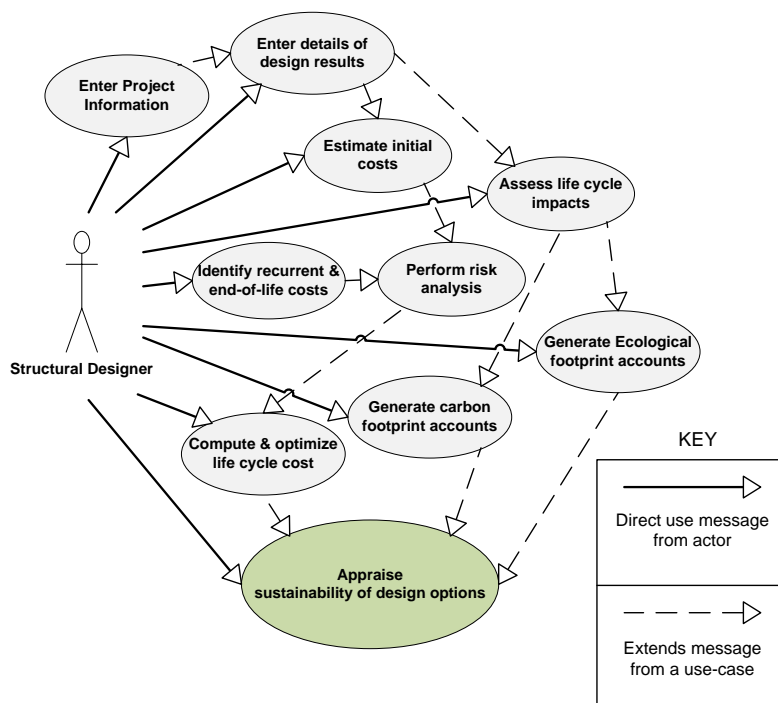 Enter details of
design results
Enter Project
Information
Estimate initial
costs
Assess life cycle
impacts
Identify recurrent &
end-of-life costs
Perform risk
analysis
Structural Designer
Generate Ecological
footprint accounts
Generate carbon
footprint accounts
Compute & optimize
life cycle cost
Appraise
sustainability of design options
KEY
Direct use message
from actor
Extends message
from a use-case